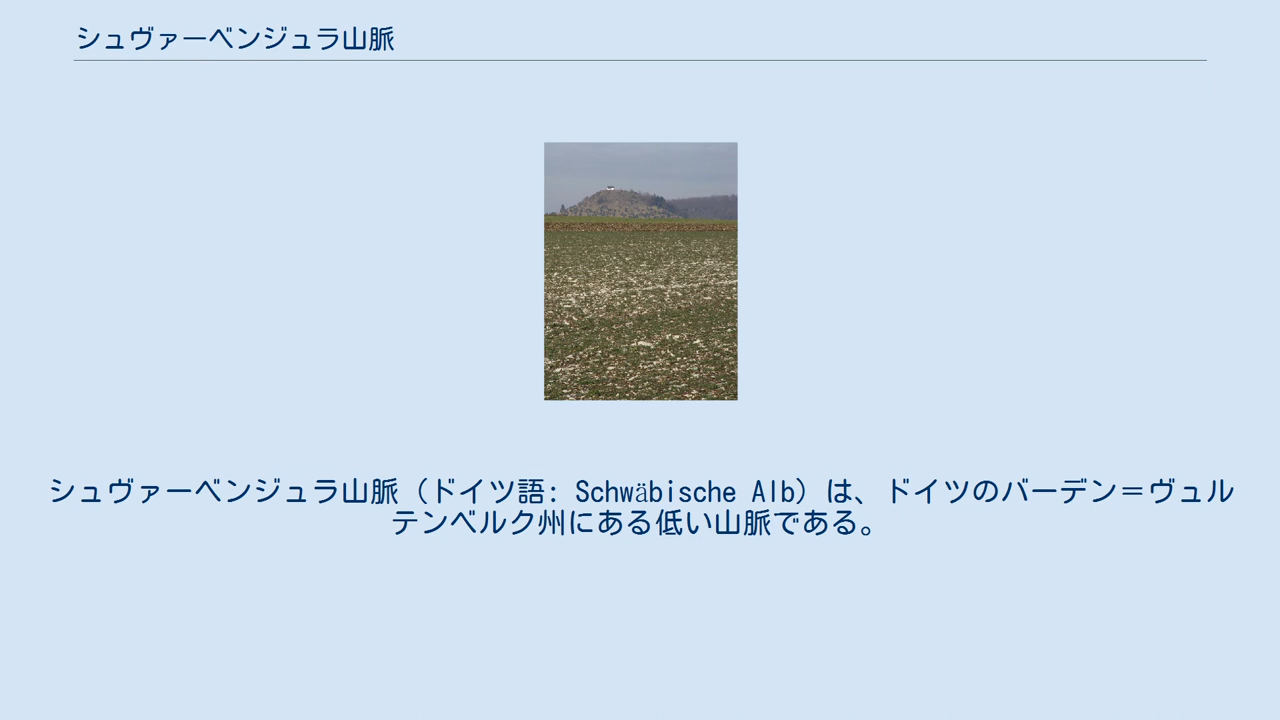 シュヴァーベンジュラ山脈
シュヴァーベンジュラ山脈（ドイツ語: Schwäbische Alb）は、ドイツのバーデン＝ヴュル
テンベルク州にある低い山脈である。